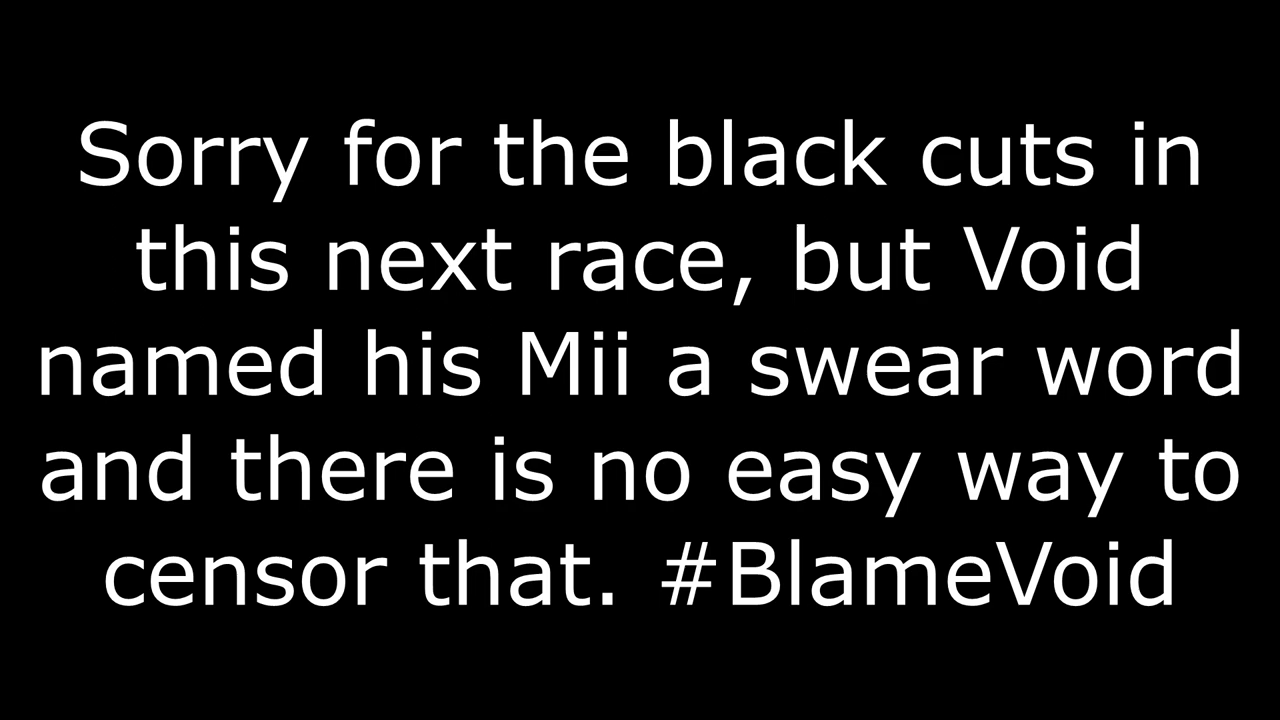 Sorry for the black cuts in
this next race, but Void
named his Mii a swear word
and there is no easy way to
censor that. #BlameVoid